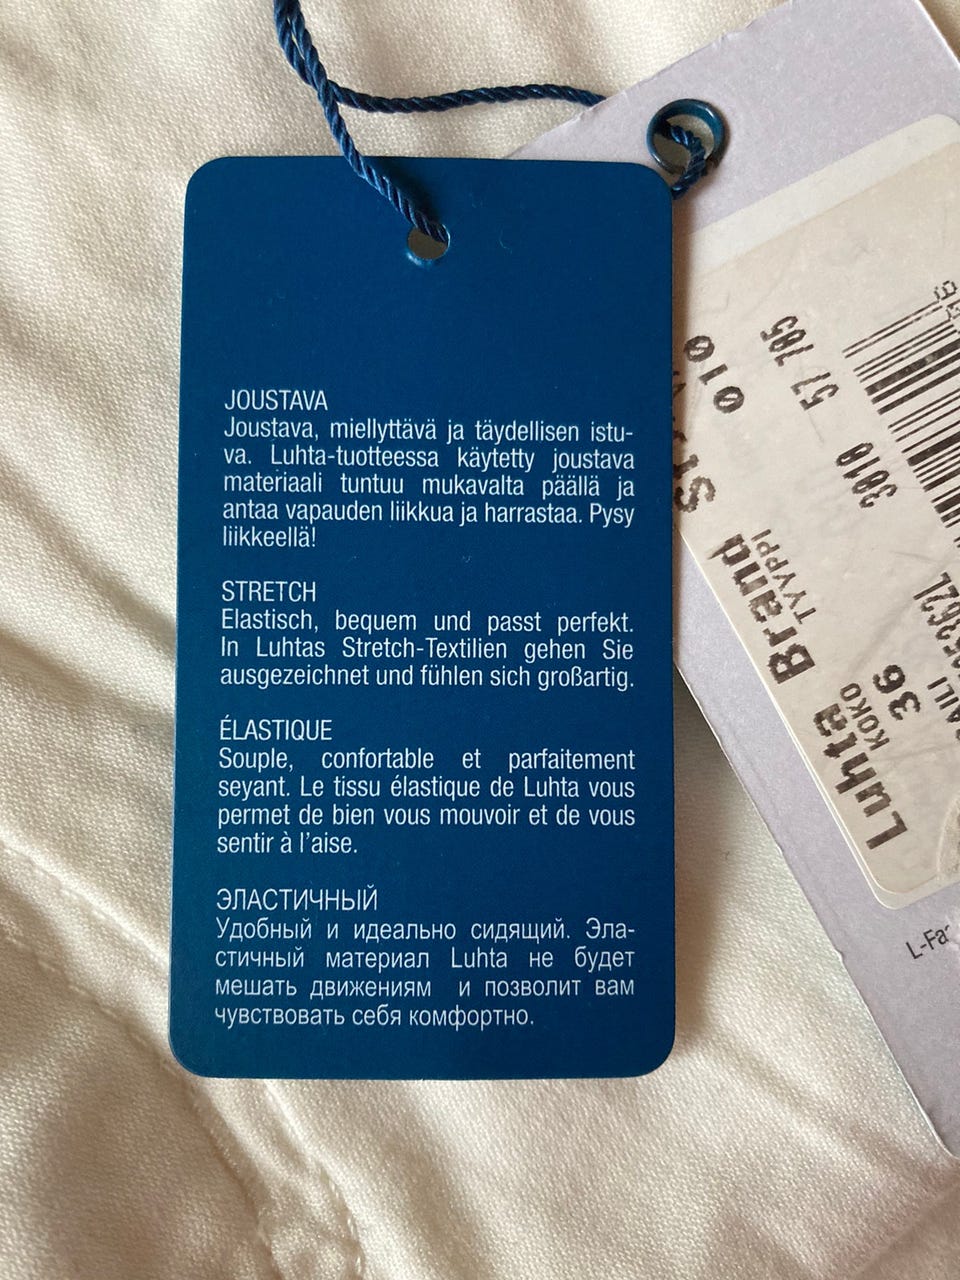 JOUSTAVA
Joustava, miellyttävä ja täydellisen istu-
va. Luhta-tuotteessa käytetty joustava
materiaali tuntuu mukavalta päällä ja
antaa vapauden liikkua ja harrastaa. Pysy
liikkeellä!
STRETCH
Elastisch, bequem und passt perfekt.
In Luhtas Stretch-Textilien gehen Sie
ausgezeichnet und fühlen sich großartig.
ÉLASTIQUE
Souple, confortable et parfaitement
seyant. Le tissu élastique de Luhta vous
permet de bien vous mouvoir et de vous
sentir à l'aise.
ЭЛАСТИЧНЫЙ
Удобный и идеально сидящий. Эла-
стичный материал Luhta не будет
мешать движениям и позволит вам
чувствовать себя комфортно.
Luhta Brand
KOKO TYYPPI
36 3818 57 785
010